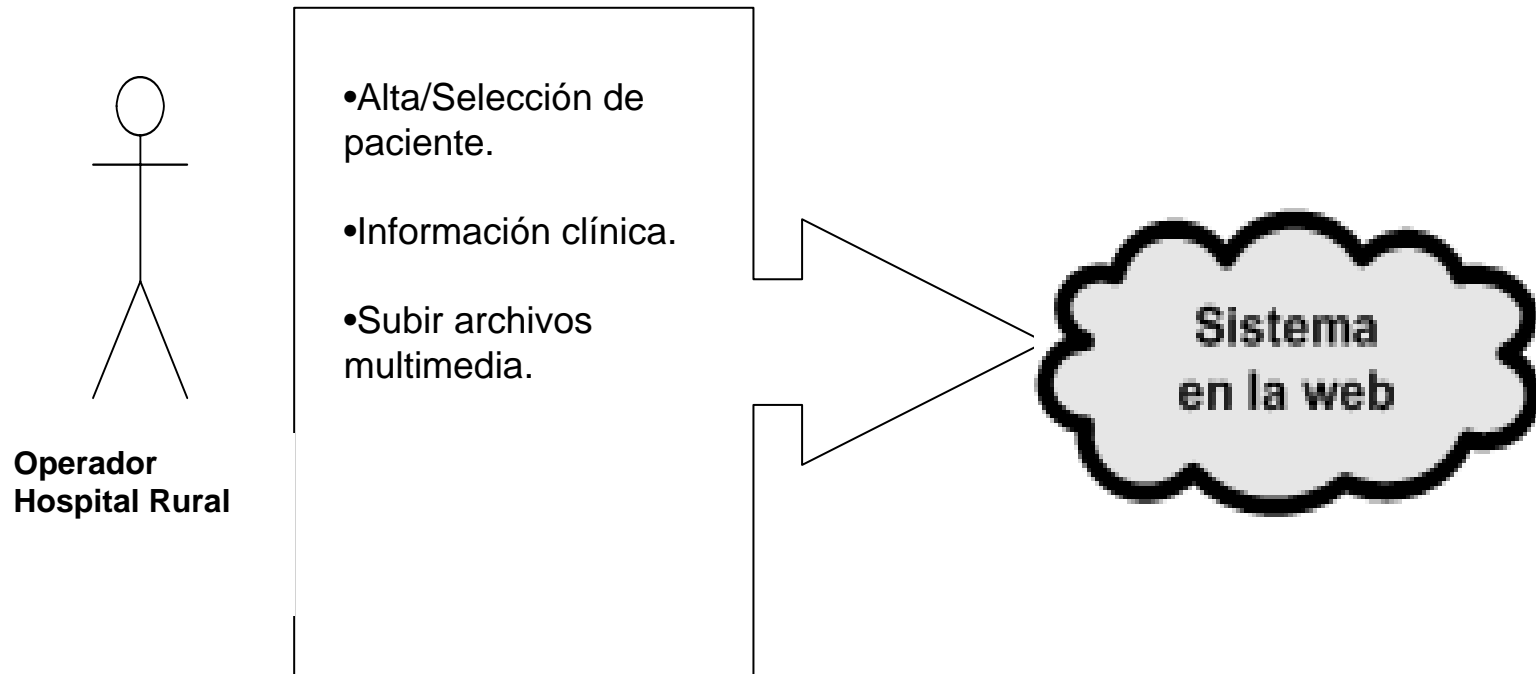 •Alta/Selección de
paciente.
•Información clínica.
•Subir archivos
multimedia.
Operador
Hospital Rural
Sistema
en la web